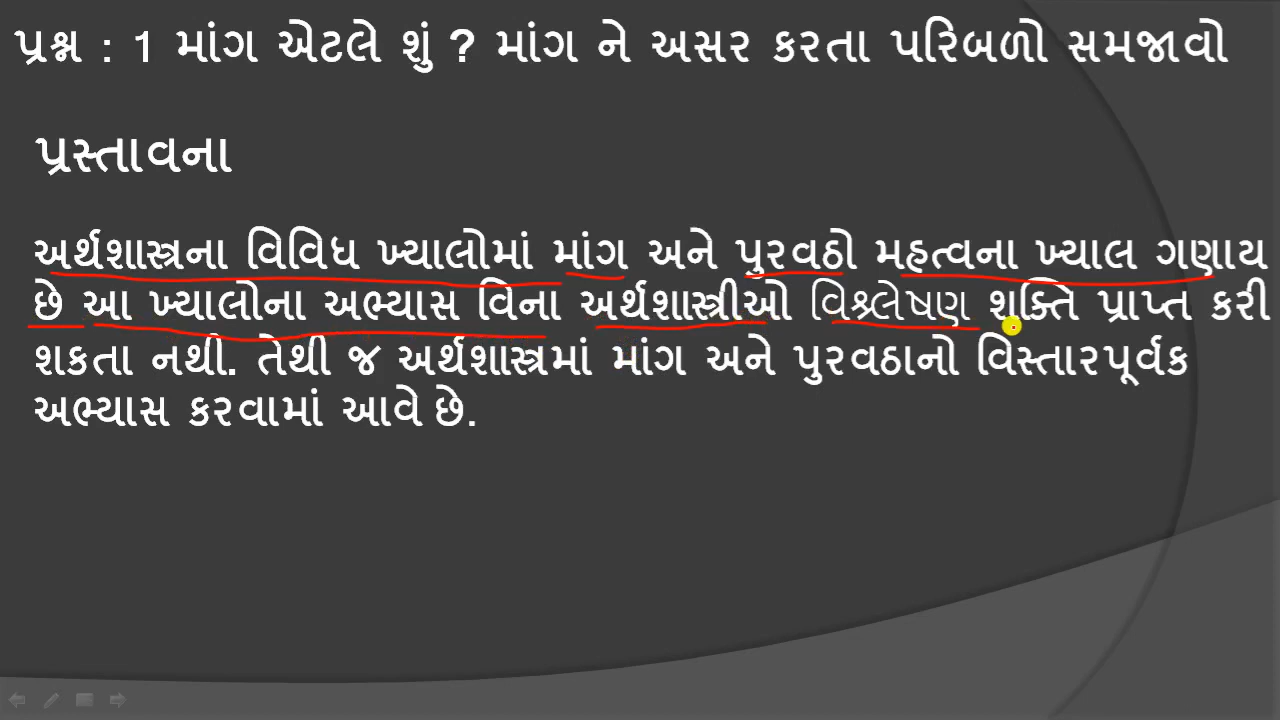 પ્રશ્ન : 1 માંગ એટલે શું ? માંગ ને અસર કરતા પરિબળો સમજાવો
પ્રસ્તાવના
અર્થશાસ્ત્રના વિવિધ ખ્યાલોમાં માંગ અને પુરવઠો મહત્વના ખ્યાલ ગણાય
છે આ ખ્યાલોના અભ્યાસ વિના અર્થશાસ્ત્રીઓ વિશ્લેષણ શક્તિ પ્રાપ્ત કરી
શકતા નથી. તેથી જ અર્થશાસ્ત્રમાં માંગ અને પુરવઠાનો વિસ્તારપૂર્વક
અભ્યાસ કરવામાં આવે છે.